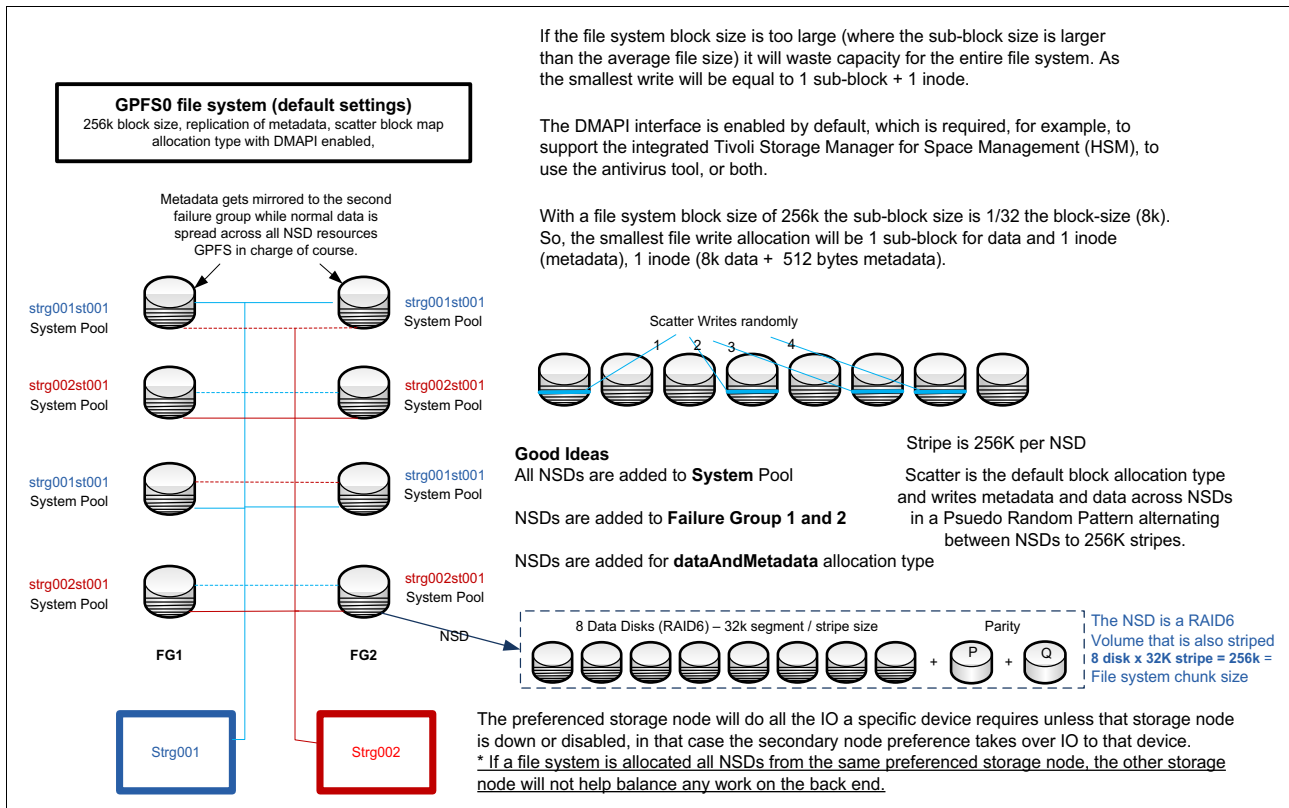 If the file system block size is too large (where the sub-block size is larger
than the average file size) it will waste capacity for the entire file system. As
the smallest write will be equal to 1 sub-block + 1 inode.
GPFS0 file system (default settings)
256k block size, replication of metadata, scatter block map
allocation type with DMAPI enabled,
The DMAPI interface is enabled by default, which is required, for example, to
support the integrated Tivoli Storage Manager for Space Management (HSM), to
use the antivirus tool, or both.
Metadata gets mirrored to the second
failure group while normal data is
spread across all NSD resources
GPFS in charge of course.
With a file system block size of 256k the sub-block size is 1/32 the block-size (8k).
So, the smallest file write allocation will be 1 sub-block for data and 1 inode
(metadata), 1 inode (8k data + 512 bytes metadata).
strg001st001
System Pool
strg001st001
System Pool
strg002st001
System Pool
strg002st001
System Pool
strg001st001
System Pool
strg001st001
System Pool
strg002st001
System Pool
strg002st001
System Pool
FG1
FG2
NSD
Scatter Writes randomly
1
2
3
4
Stripe is 256K per NSD
Scatter is the default block allocation type
and writes metadata and data across NSDs
in a Psuedo Random Pattern alternating
between NSDs to 256K stripes.
Good Ideas
All NSDs are added to System Pool
NSDs are added to Failure Group 1 and 2
NSDs are added for dataAndMetadata allocation type
8 Data Disks (RAID6) – 32k segment / stripe size
Parity
+
P
+
Q
The NSD is a RAID6
Volume that is also striped
8 disk x 32K stripe = 256k =
File system chunk size
Strg001
Strg002
The preferenced storage node will do all the IO a specific device requires unless that storage node
is down or disabled, in that case the secondary node preference takes over IO to that device.
* If a file system is allocated all NSDs from the same preferenced storage node, the other storage
node will not help balance any work on the back end.